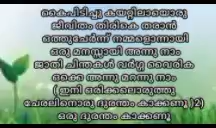 കൈപിടിച്ചു കയറ്റിലായൊരു
ജീവിതം തിരികെ തരാൻ
ഒത്തുചേർന്ന് നമ്മളൊന്നായി
ഒരു മനസ്സായി അന്നു നാം
ജാതി ചിന്തകൾ വർഗ്ഗ വൈരിക
ഒക്കെ അന്നു മറന്നു നാം
(ഇനി ഒരിക്കലൊരുത്തു
ചേരലിനൊരു ദുരന്തം കാക്കണൂ )(2)
ഒരു ദുരന്തം കാക്കണൂ